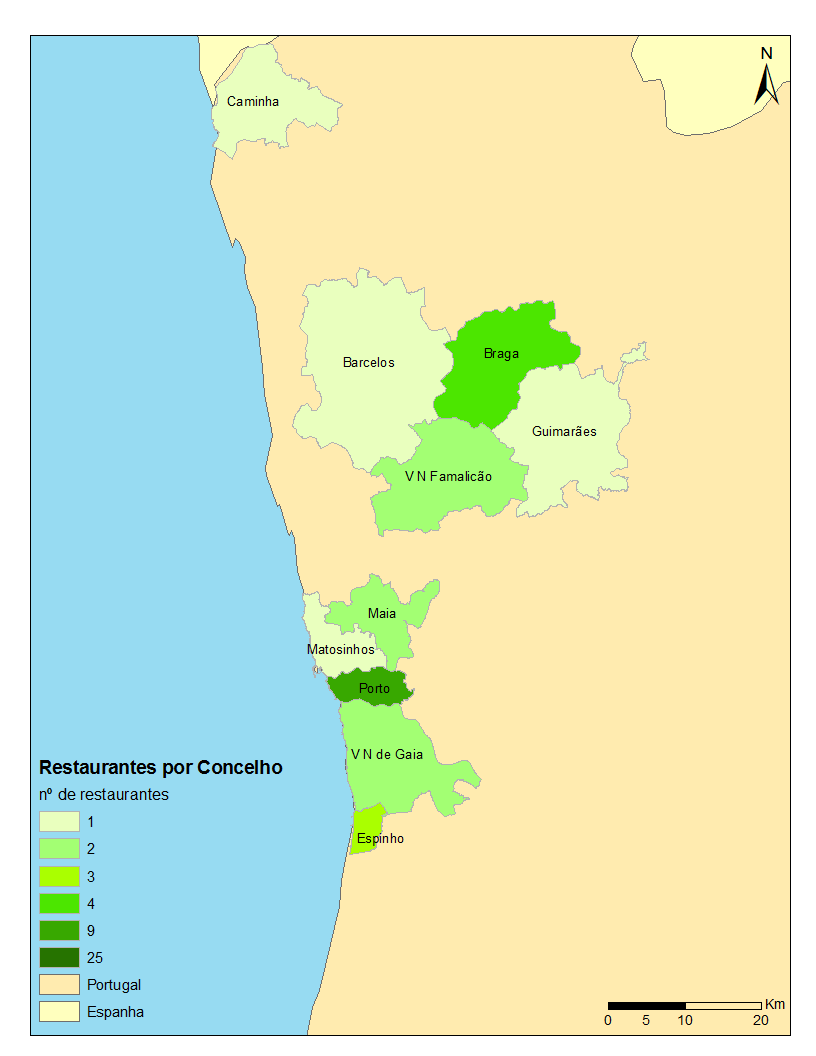 N
Caminha
Barcelos
Braga
Guimarães
V N Famalicão
Maia
Matosinhos
Porto
V N de Gaia
Espinho
Restaurantes por Concelho
nº de restaurantes
1
2
3
4
9
25
Portugal
Espanha
Km
0 5 10 20